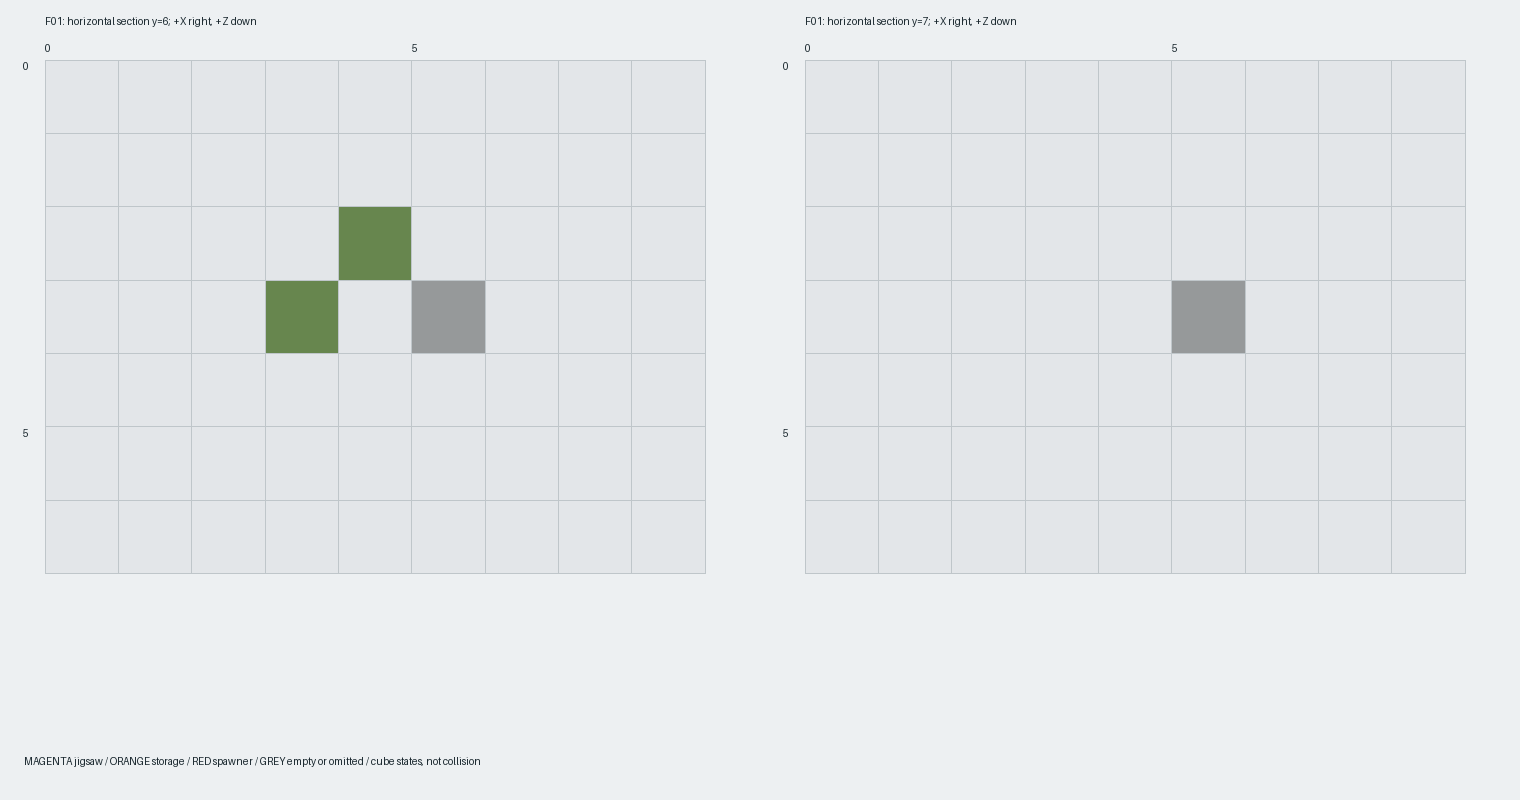 F01: horizontal section y=6; +X right, +Z down
F01: horizontal section y=7; +X right, +Z down
0 5
0 5
0
0
5
5
MAGENTA jigsaw / ORANGE storage / RED spawner / GREY empty or omitted / cube states, not collision